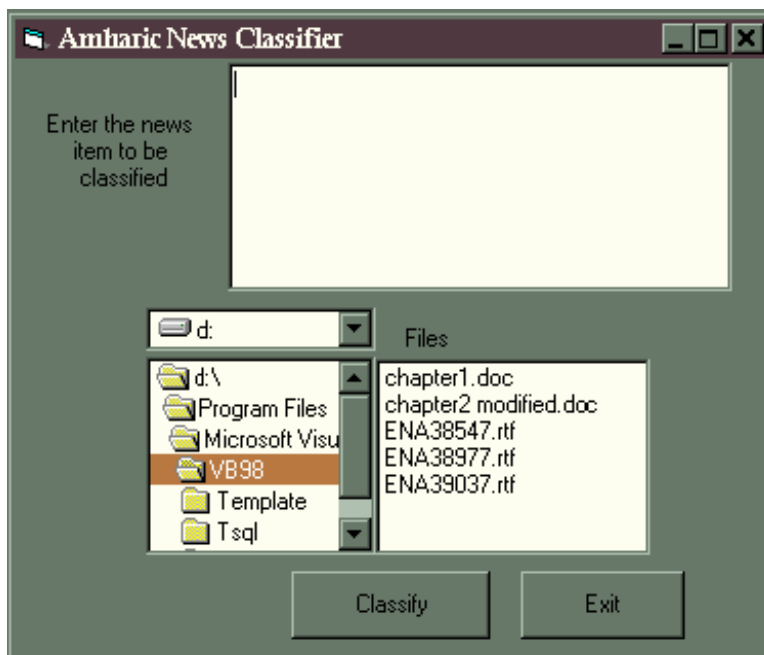 Amharic News Classifier
Enter the news
item to be
classified
d:
Files
d:\
Program Files
Microsoft Visu
VB98
Template
Tsql
chapter1.doc
chapter2 modified.doc
ENA38547.rtf
ENA38977.rtf
ENA39037.rtf
Classify
Exit